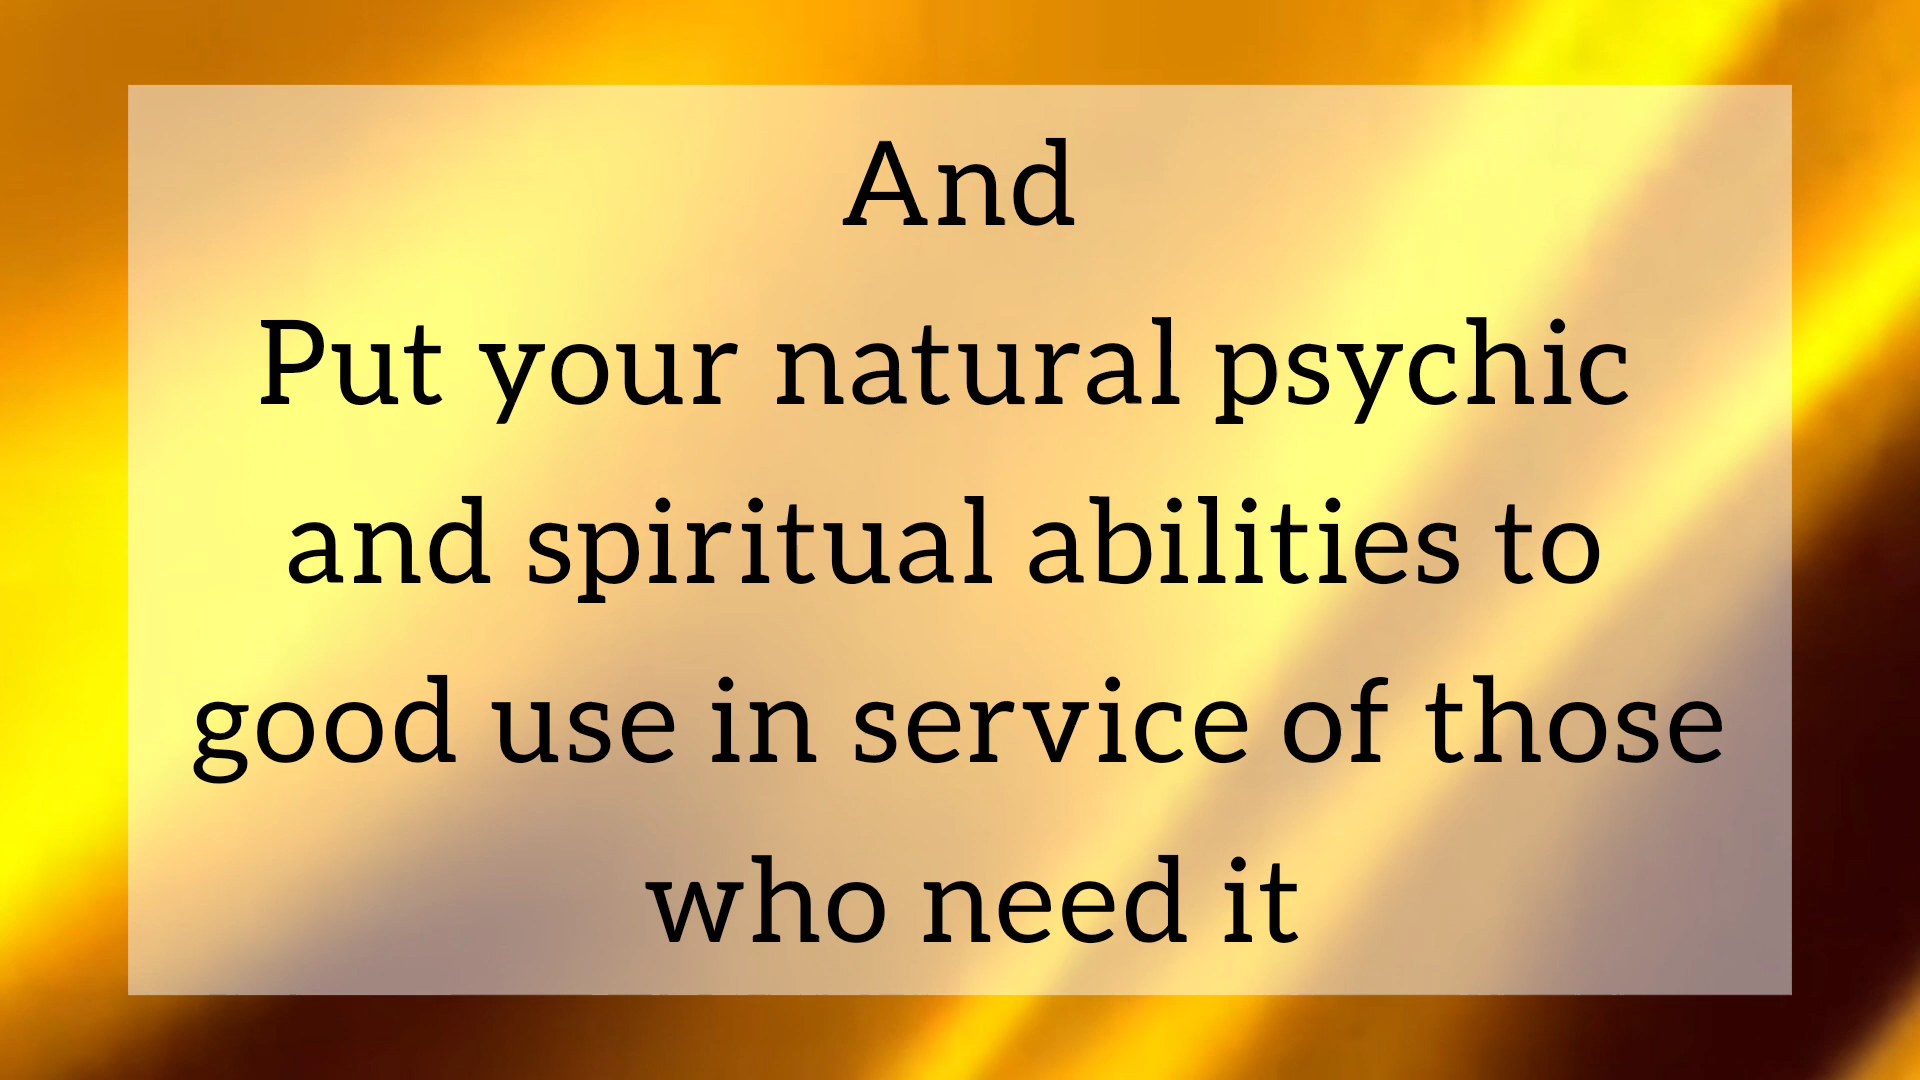 And
Put your natural psychic
and spiritual abilities to
good use in service of those
who need it